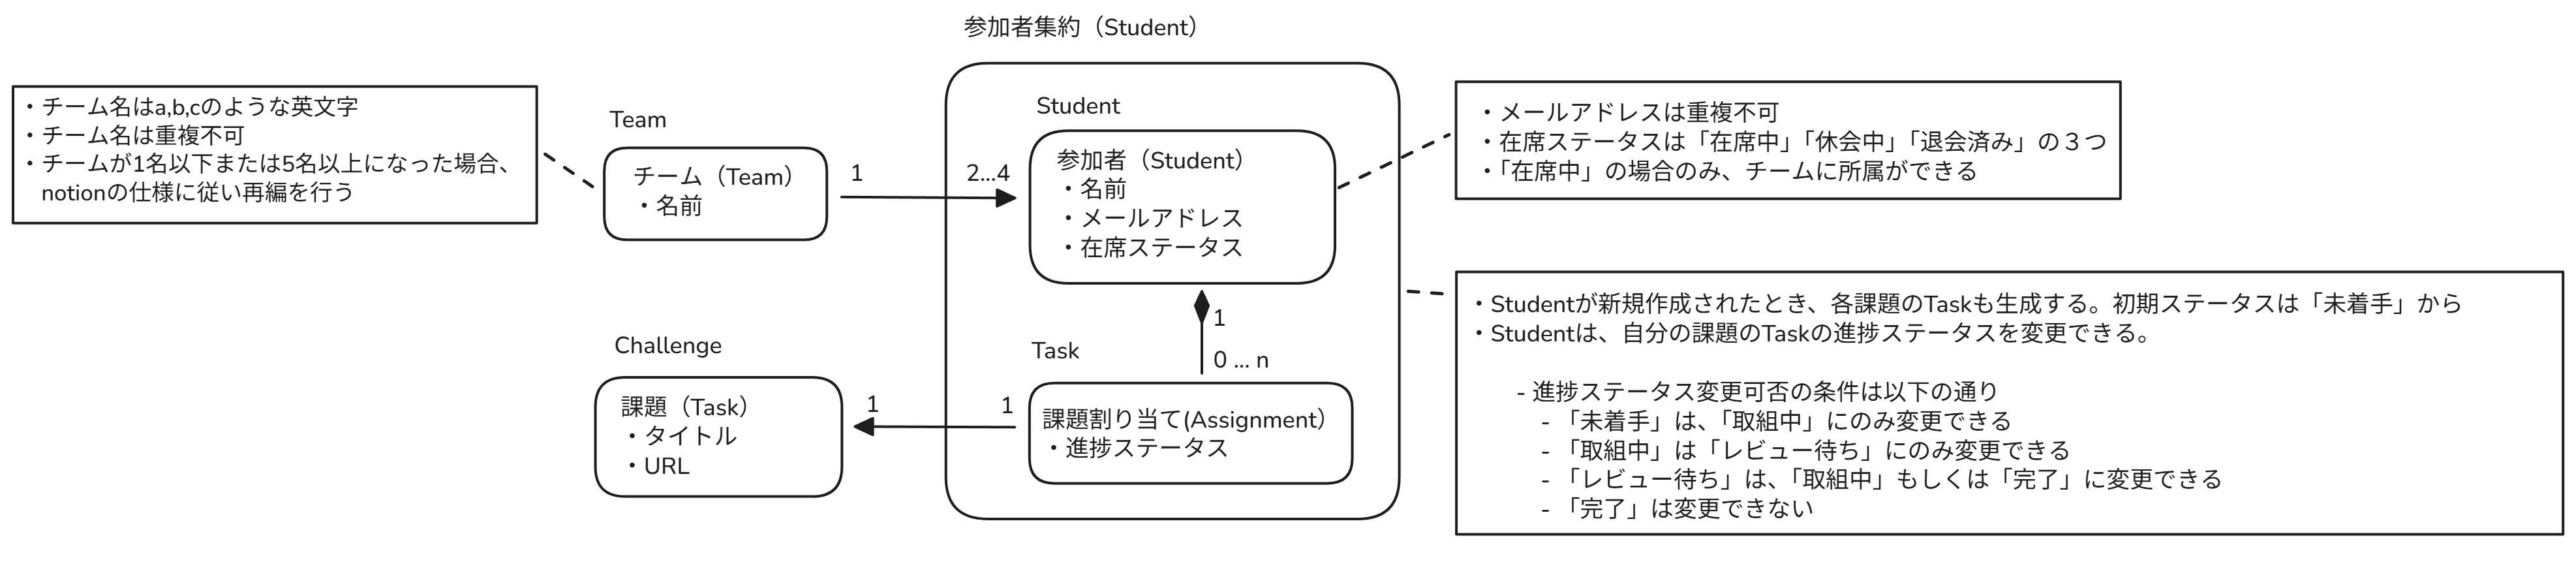 参加者集約（Student）
・チーム名はa,b,cのような英文字
・チーム名は重複不可
・チームが1名以下または5名以上になった場合、
notionの仕様に従い再編を行う
Team
チーム（Team）
・名前
1
2...4
Student
参加者（Student）
・名前
・メールアドレス
・在席ステータス
・メールアドレスは重複不可
・在席ステータスは「在席中」「休会中」「退会済み」の３つ
・「在席中」の場合のみ、チームに所属ができる
1
0 ... n
Challenge
課題（Task）
・タイトル
・URL
1
1
Task
課題割り当て(Assignment）
・進捗ステータス
・Studentが新規作成されたとき、各課題のTaskも生成する。初期ステータスは「未着手」から
・Studentは、自分の課題のTaskの進捗ステータスを変更できる。
- 進捗ステータス変更可否の条件は以下の通り
- 「未着手」は、「取組中」にのみ変更できる
- 「取組中」は「レビュー待ち」にのみ変更できる
- 「レビュー待ち」は、「取組中」もしくは「完了」に変更できる
- 「完了」は変更できない